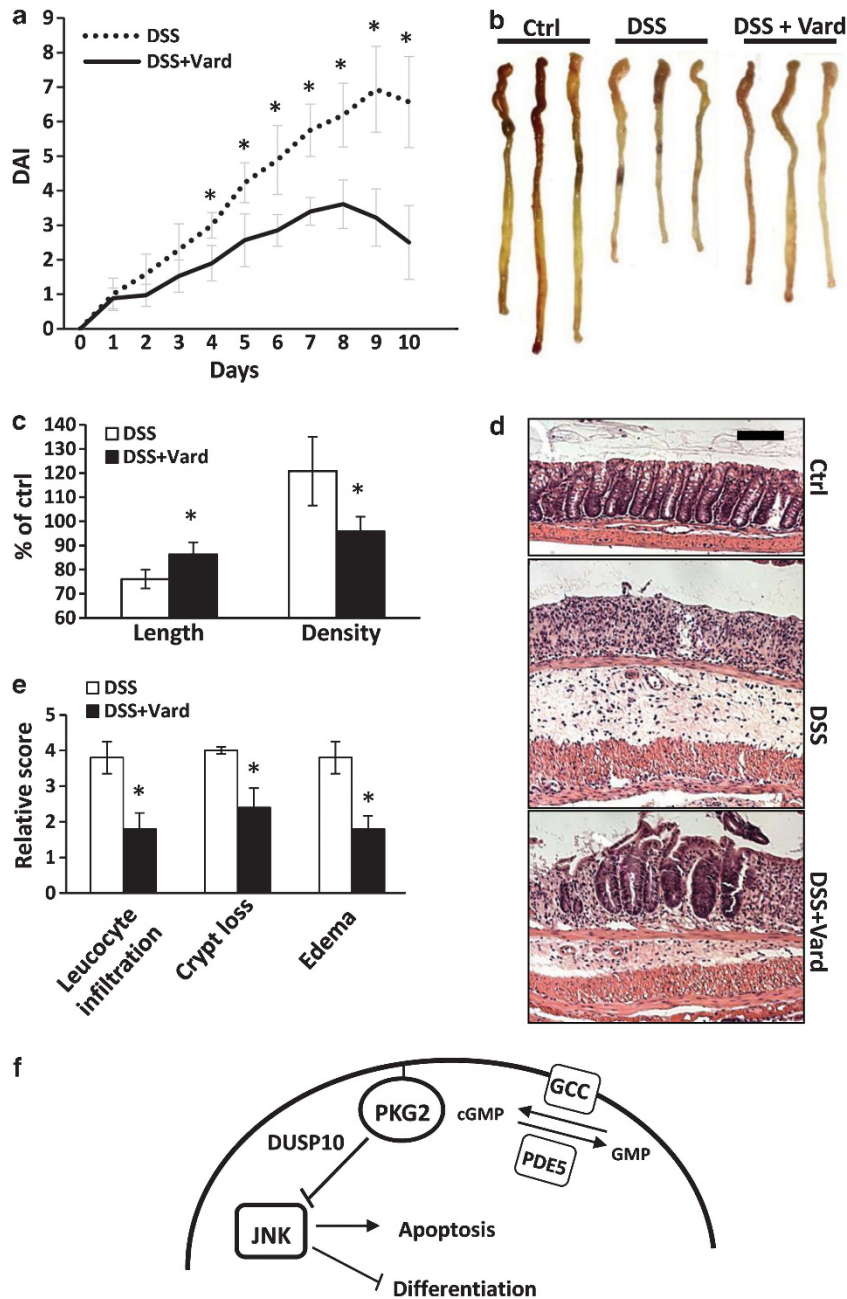 a
DSS
DSS+Vard
9
8
7
6
5
4
3
2
1
0
DAI
* * * * * * *
0 1 2 3 4 5 6 7 8 9 10
Days
b
Ctrl DSS DSS + Vard
c
DSS
DSS+Vard
140
130
120
110
100
90
80
70
60
% of ctrl
* *
Length Density
d
Ctrl
DSS
DSS+Vard
e
DSS
DSS+Vard
5
4
3
2
1
0
Relative score
* * *
Leucocyte
infiltration
Crypt loss
Edema
f
GCC
PKG2 cGMP
GMP
DUSP10
PDE5
JNK
Apoptosis
Differentiation